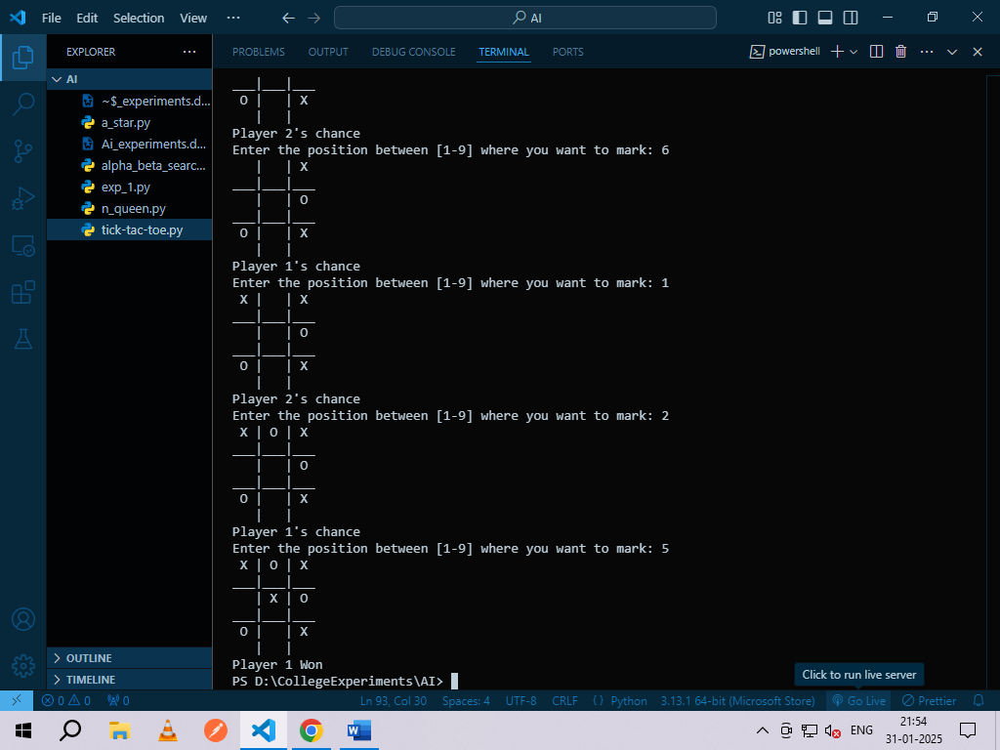 File Edit Selection View ··· AI
EXPLORER ···
AI
~$_experiments.d...
a_star.py
Ai_experiments.d...
alpha_beta_searc...
exp_1.py
n_queen.py
tick-tac-toe.py
OUTLINE
TIMELINE
PROBLEMS OUTPUT DEBUG CONSOLE TERMINAL PORTS powershell
___|___|___
 O |   | X
   |   |
Player 2's chance
Enter the position between [1-9] where you want to mark: 6
   |   | X
___|___|___
   |   | O
___|___|___
 O |   | X
   |   |
Player 1's chance
Enter the position between [1-9] where you want to mark: 1
 X |   | X
___|___|___
   |   | O
___|___|___
 O |   | X
   |   |
Player 2's chance
Enter the position between [1-9] where you want to mark: 2
 X | O | X
___|___|___
   |   | O
___|___|___
 O |   | X
   |   |
Player 1's chance
Enter the position between [1-9] where you want to mark: 5
 X | O | X
___|___|___
   | X | O
___|___|___
 O |   | X
   |   |
Player 1 Won
PS D:\CollegeExperiments\AI>
Click to run live server
0 0 0 Ln 93, Col 30 Spaces: 4 UTF-8 CRLF {} Python 3.13.1 64-bit (Microsoft Store) Go Live Prettier
ENG 21:54
31-01-2025